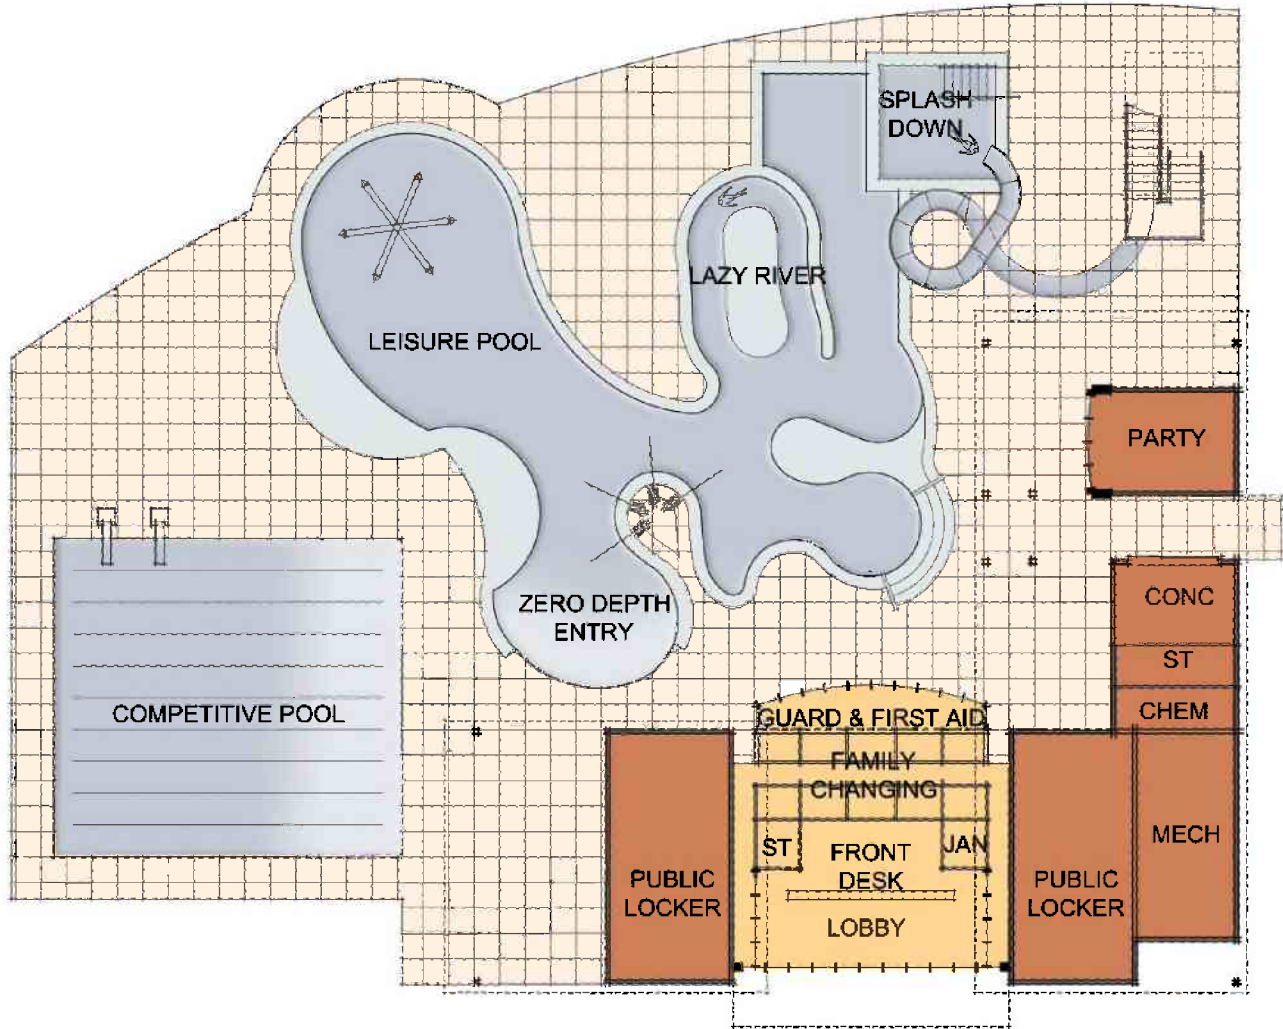 SPLASH
DOWN
LAZY RIVER
LEISURE POOL
PARTY
CONC
ZERO DEPTH
ENTRY
ST
CHEM
COMPETITIVE POOL
GUARD & FIRST AID
FAMILY
CHANGING
MECH
ST
JAN
FRONT
DESK
PUBLIC
LOCKER
PUBLIC
LOCKER
LOBBY